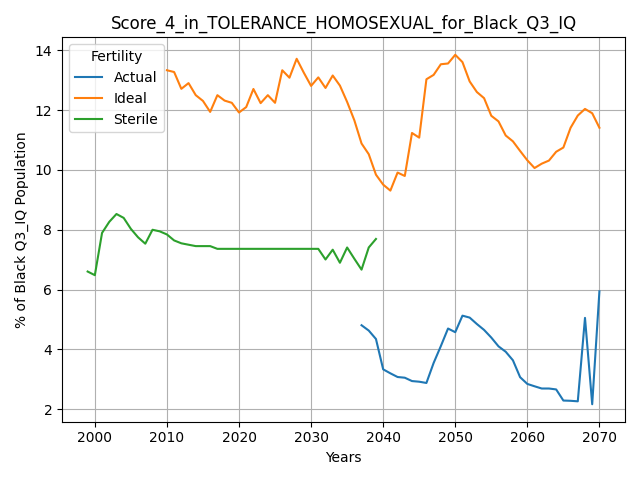 Score_4_in_TOLERANCE_HOMOSEXUAL_for_Black_Q3_IQ
Fertility
Actual
Ideal
Sterile
% of Black Q3_IQ Population
14
12
10
8
6
4
2
2000
2010
2020
2030
2040
2050
2060
2070
Years